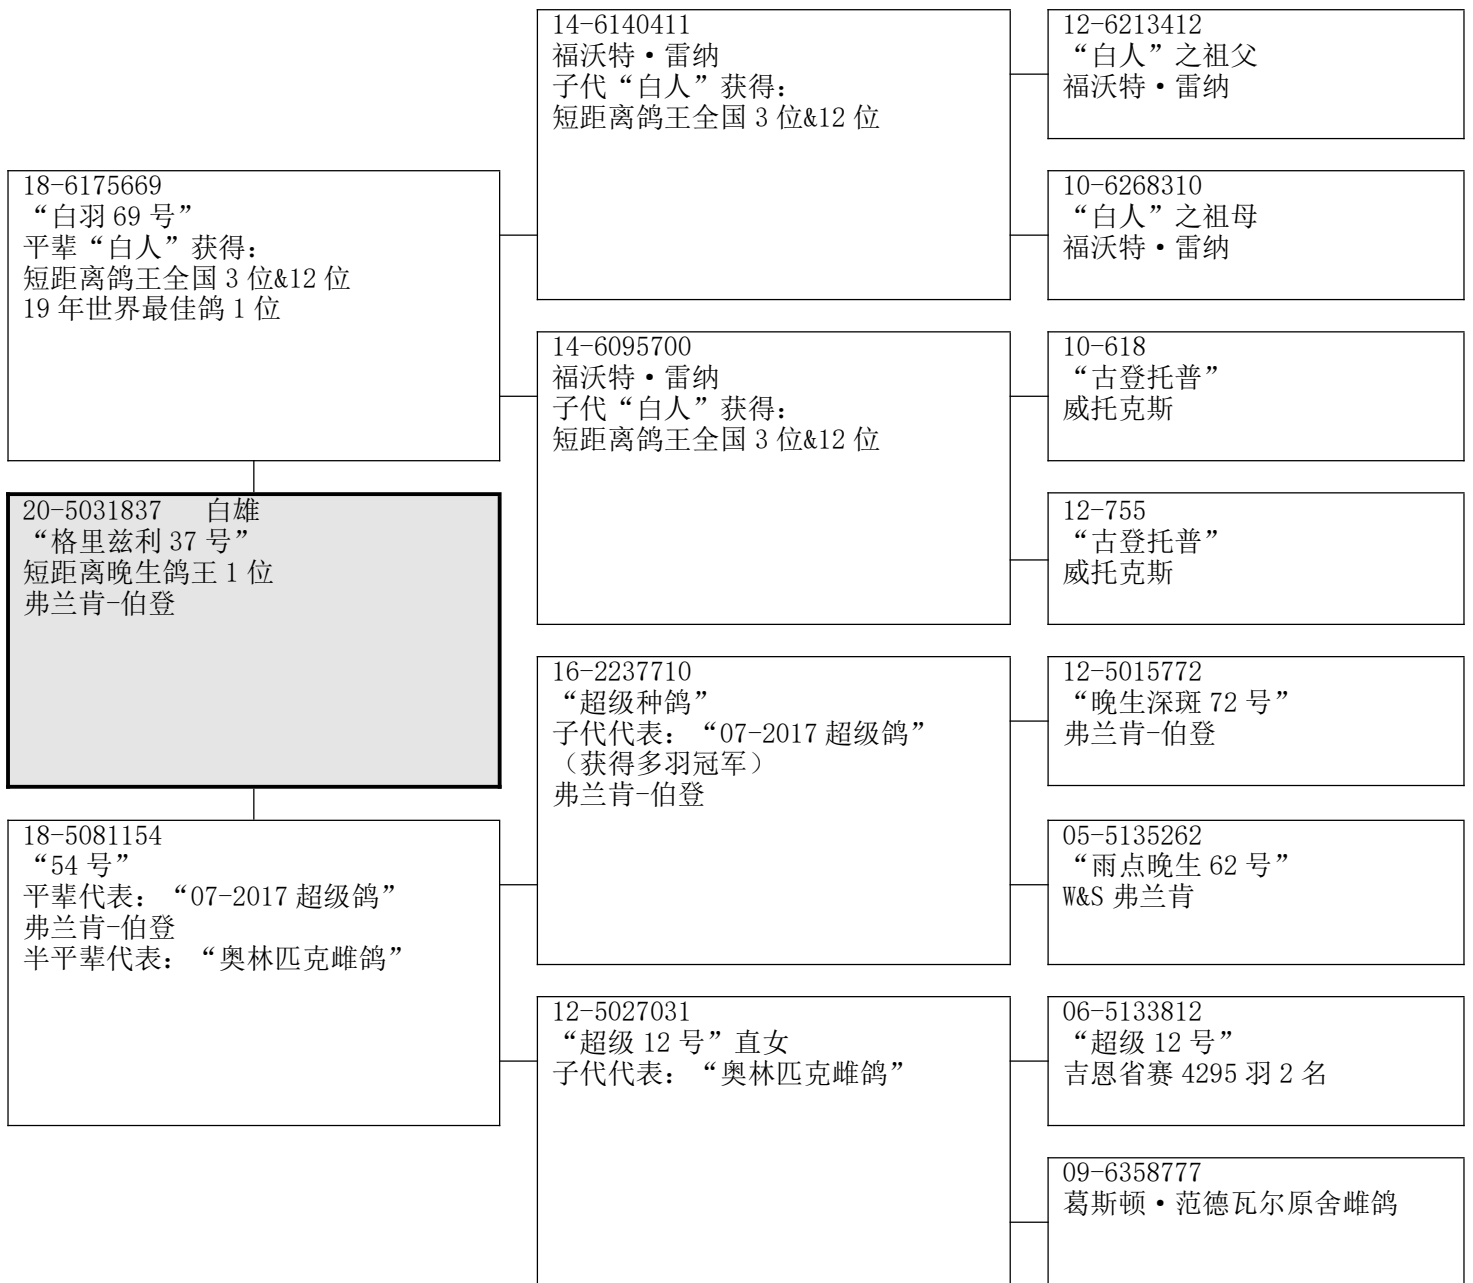 18-6175669
“白羽 69 号”
平辈“白人”获得：
短距离鸽王全国 3 位&12 位
19 年世界最佳鸽 1 位
20-5031837 白雄
“格里兹利 37 号”
短距离晚生鸽王 1 位
弗兰肯-伯登
18-5081154
“54 号”
平辈代表：“07-2017 超级鸽”
弗兰肯-伯登
半平辈代表：“奥林匹克雌鸽”
14-6140411
福沃特·雷纳
子代“白人”获得：
短距离鸽王全国 3 位&12 位
14-6095700
福沃特·雷纳
子代“白人”获得：
短距离鸽王全国 3 位&12 位
16-2237710
“超级种鸽”
子代代表：“07-2017 超级鸽”
（获得多羽冠军）
弗兰肯-伯登
12-5027031
“超级 12 号”直女
子代代表：“奥林匹克雌鸽”
12-6213412
“白人”之祖父
福沃特·雷纳
10-6268310
“白人”之祖母
福沃特·雷纳
10-618
“古登托普”
威托克斯
12-755
“古登托普”
威托克斯
12-5015772
“晚生深斑 72 号”
弗兰肯-伯登
05-5135262
“雨点晚生 62 号”
W&S 弗兰肯
06-5133812
“超级 12 号”
吉恩省赛 4295 羽 2 名
09-6358777
葛斯顿·范德瓦尔原舍雌鸽